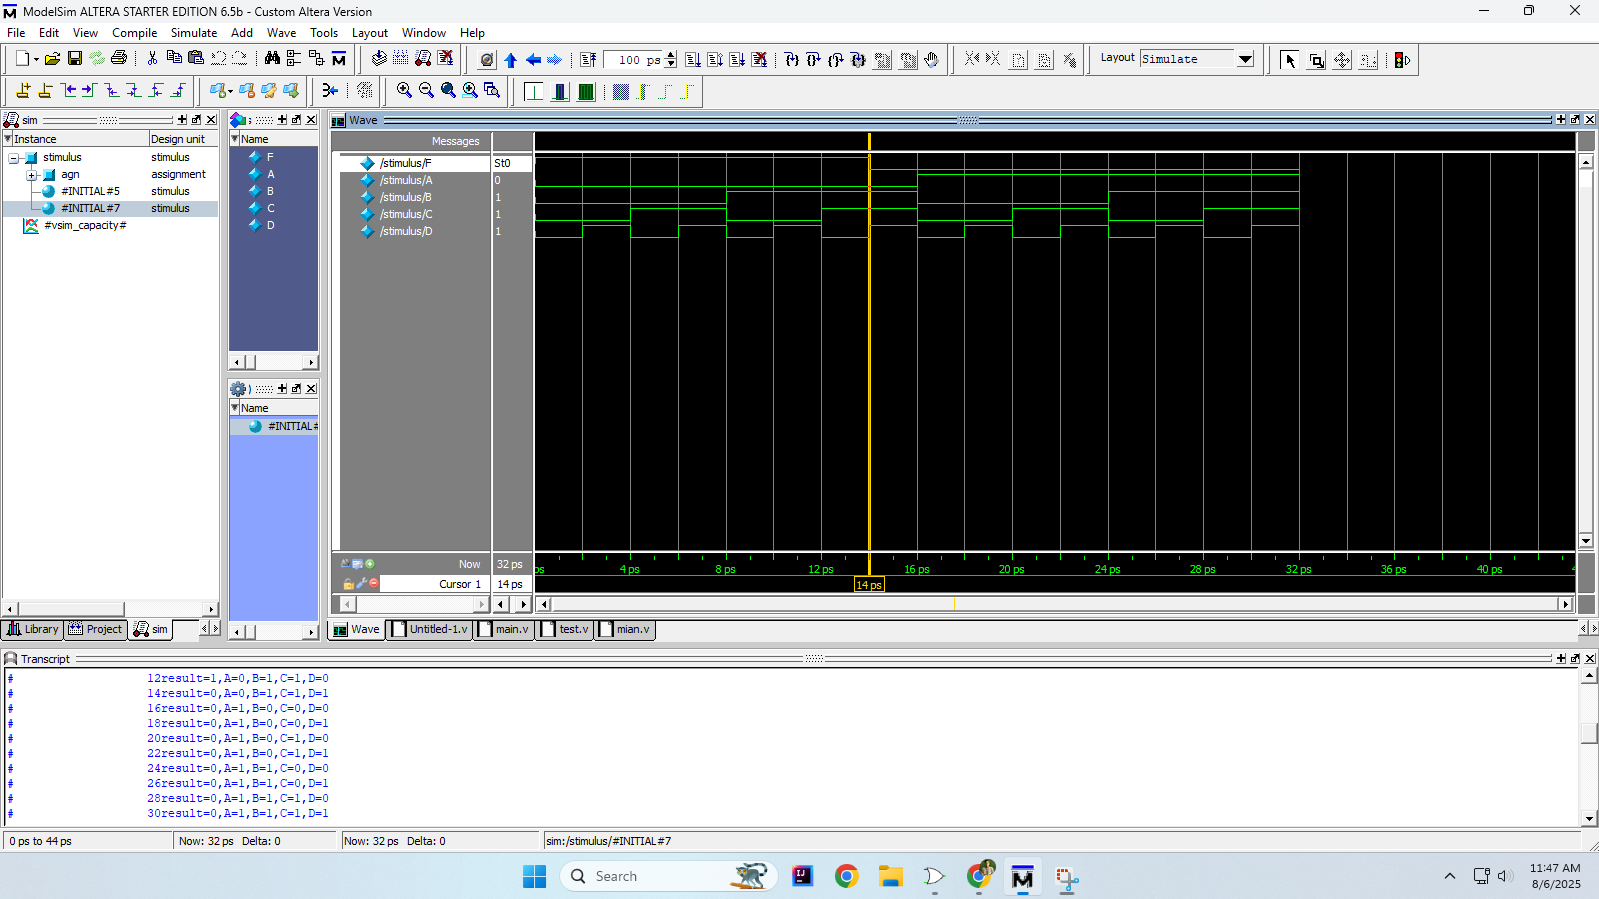 ModelSim ALTERA STARTER EDITION 6.5b - Custom Altera Version
File Edit View Compile Simulate Add Wave Tools Layout Window Help
100 ps
Layout Simulate
sim
Instance Design unit
stimulus stimulus
agn assignment
#INITIAL#5 stimulus
#INITIAL#7 stimulus
#vsim_capacity#
Name
F
A
B
C
D
Name
#INITIAL#
Wave
Messages
/stimulus/F St0
/stimulus/A 0
/stimulus/B 1
/stimulus/C 1
/stimulus/D 1
Now 32 ps
ps 4 ps 8 ps 12 ps 16 ps 20 ps 24 ps 28 ps 32 ps 36 ps 40 ps 4
Cursor 1 14 ps
14 ps
Library Project sim
Wave Untitled-1.v main.v test.v mian.v
Transcript
# 12result=1,A=0,B=1,C=1,D=0
# 14result=0,A=0,B=1,C=1,D=1
# 16result=0,A=1,B=0,C=0,D=0
# 18result=0,A=1,B=0,C=0,D=1
# 20result=0,A=1,B=0,C=1,D=0
# 22result=0,A=1,B=0,C=1,D=1
# 24result=0,A=1,B=1,C=0,D=0
# 26result=0,A=1,B=1,C=0,D=1
# 28result=0,A=1,B=1,C=1,D=0
# 30result=0,A=1,B=1,C=1,D=1
0 ps to 44 ps Now: 32 ps Delta: 0 Now: 32 ps Delta: 0 sim:/stimulus/#INITIAL#7
Search
11:47 AM
8/6/2025